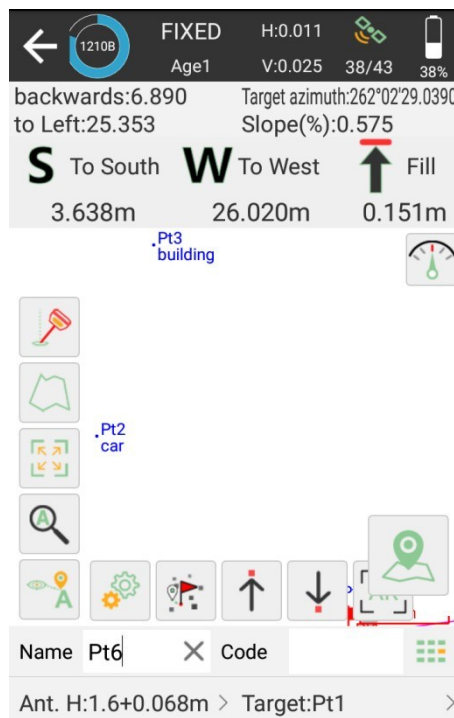 1210B
FIXED
H:0.011
Age1
V:0.025
38/43
38%
backwards:6.890
Target azimuth:262°02'29.0390
to Left:25.353
Slope(%):0.575
S To South
W To West
Fill
3.638m
26.020m
0.151m
Pt3
building
Pt2
car
A
A
Name Pt6
Code
Ant. H:1.6+0.068m > Target:Pt1 >